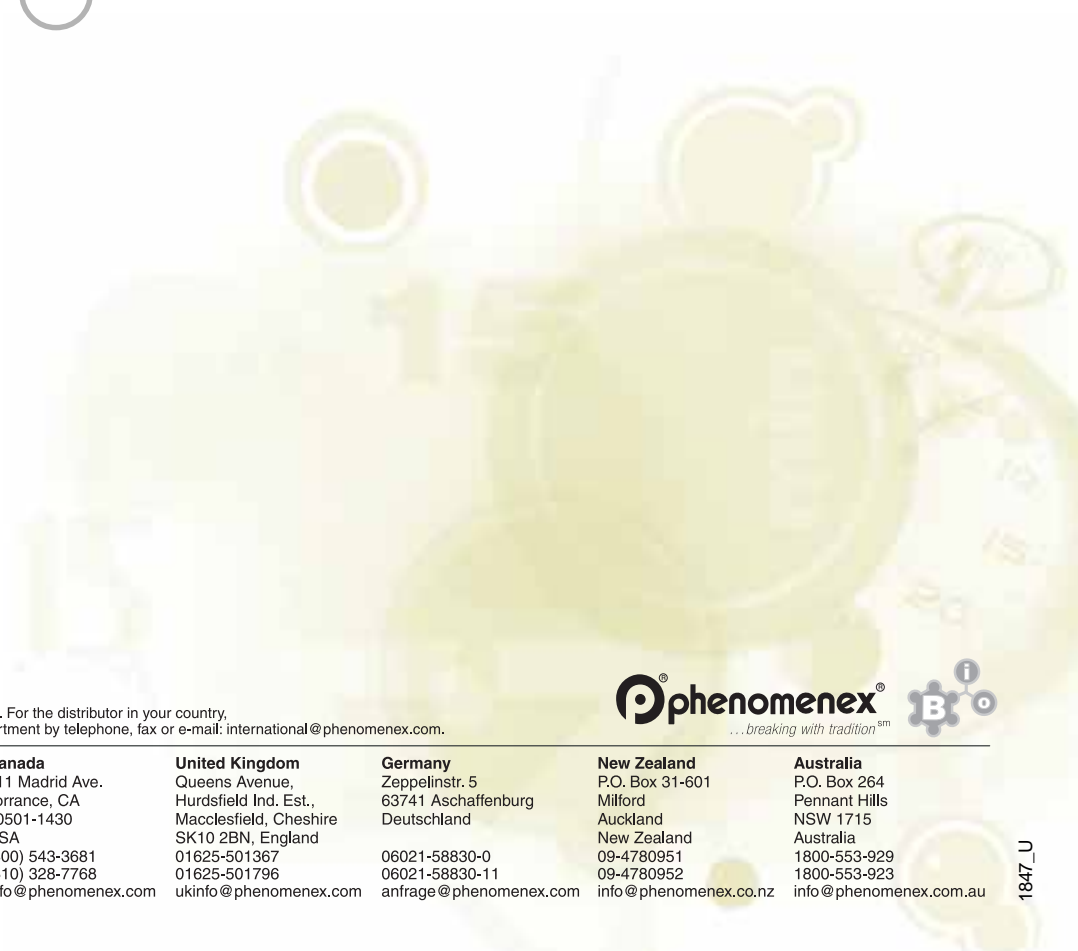 phenomenex®
...breaking with tradition℠
B i o
. For the distributor in your country,
rtment by telephone, fax or e-mail: international@phenomenex.com.
anada
11 Madrid Ave.
orrance, CA
0501-1430
SA
00) 543-3681
10) 328-7768
fo@phenomenex.com
United Kingdom
Queens Avenue,
Hurdsfield Ind. Est.,
Macclesfield, Cheshire
SK10 2BN, England
01625-501367
01625-501796
ukinfo@phenomenex.com
Germany
Zeppelinstr. 5
63741 Aschaffenburg
Deutschland
06021-58830-0
06021-58830-11
anfrage@phenomenex.com
New Zealand
P.O. Box 31-601
Milford
Auckland
New Zealand
09-4780951
09-4780952
info@phenomenex.co.nz
Australia
P.O. Box 264
Pennant Hills
NSW 1715
Australia
1800-553-929
1800-553-923
info@phenomenex.com.au
1847_U
10
15
20